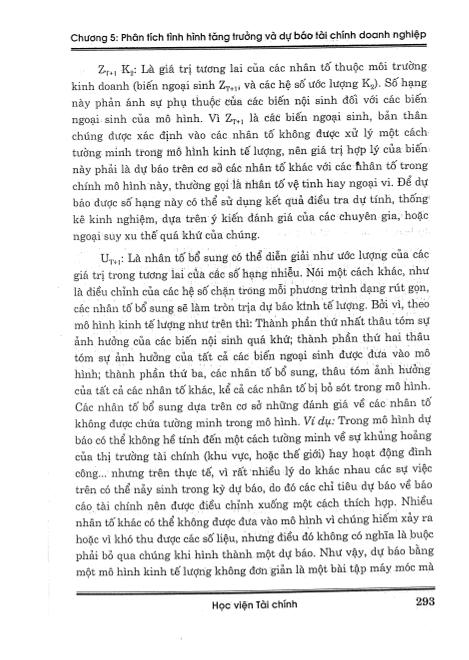 Chương 5: Phân tích tình hình tăng trưởng và dự báo tài chính doanh nghiệp
Z_{T+1} K₂: Là giá trị tương lai của các nhân tố thuộc môi trường
kinh doanh (biến ngoại sinh Z_{T+1}, và các hệ số ước lượng K₂). Số hạng
này phản ánh sự phụ thuộc của các biến nội sinh đối với các biến
ngoại sinh của mô hình. Vì Z_{T+1} là các biến ngoại sinh, bản thân
chúng được xác định vào các nhân tố không được xử lý một cách
tường minh trong mô hình kinh tế lượng, nên giá trị hợp lý của biến
này phải là dự báo trên cơ sở các nhân tố khác với các nhân tố trong
chính mô hình này, thường gọi là nhân tố vệ tinh hay ngoại vi. Để dự
báo được số hạng này có thể sử dụng kết quả điều tra dự tính, thống
kê kinh nghiệm, dựa trên ý kiến đánh giá của các chuyên gia, hoặc
ngoại suy xu thế quá khứ của chúng.
U_{T+1}: Là nhân tố bổ sung có thể diễn giải như ước lượng của các
giá trị trong tương lai của các số hạng nhiễu. Nói một cách khác, như
là điều chỉnh của các hệ số chặn trong mỗi phương trình dạng rút gọn,
các nhân tố bổ sung sẽ làm tròn trịa dự báo kinh tế lượng. Bởi vì, theo
mô hình kinh tế lượng như trên thì: Thành phần thứ nhất thâu tóm sự
ảnh hưởng của các biến nội sinh quá khứ; thành phần thứ hai thâu
tóm sự ảnh hưởng của tất cả các biến ngoại sinh được đưa vào mô
hình; thành phần thứ ba, các nhân tố bổ sung, thâu tóm ảnh hưởng
của tất cả các nhân tố khác, kể cả các nhân tố bị bỏ sót trong mô hình.
Các nhân tố bổ sung dựa trên cơ sở những đánh giá về các nhân tố
không được chứa tường minh trong mô hình. Ví dụ: Trong mô hình dự
báo có thể không hề tính đến một cách tường minh về sự khủng hoảng
của thị trường tài chính (khu vực, hoặc thế giới) hay hoạt động đình
công... nhưng trên thực tế, vì rất nhiều lý do khác nhau các sự việc
trên có thể nảy sinh trong kỳ dự báo, do đó các chỉ tiêu dự báo về báo
cáo tài chính nên được điều chỉnh xuống một cách thích hợp. Nhiều
nhân tố khác có thể không được đưa vào mô hình vì chúng hiếm xảy ra
hoặc vì khó thu được các số liệu, nhưng điều đó không có nghĩa là buộc
phải bỏ qua chúng khi hình thành một dự báo. Như vậy, dự báo bằng
một mô hình kinh tế lượng không đơn giản là một bài tập máy móc mà
Học viện Tài chính 293